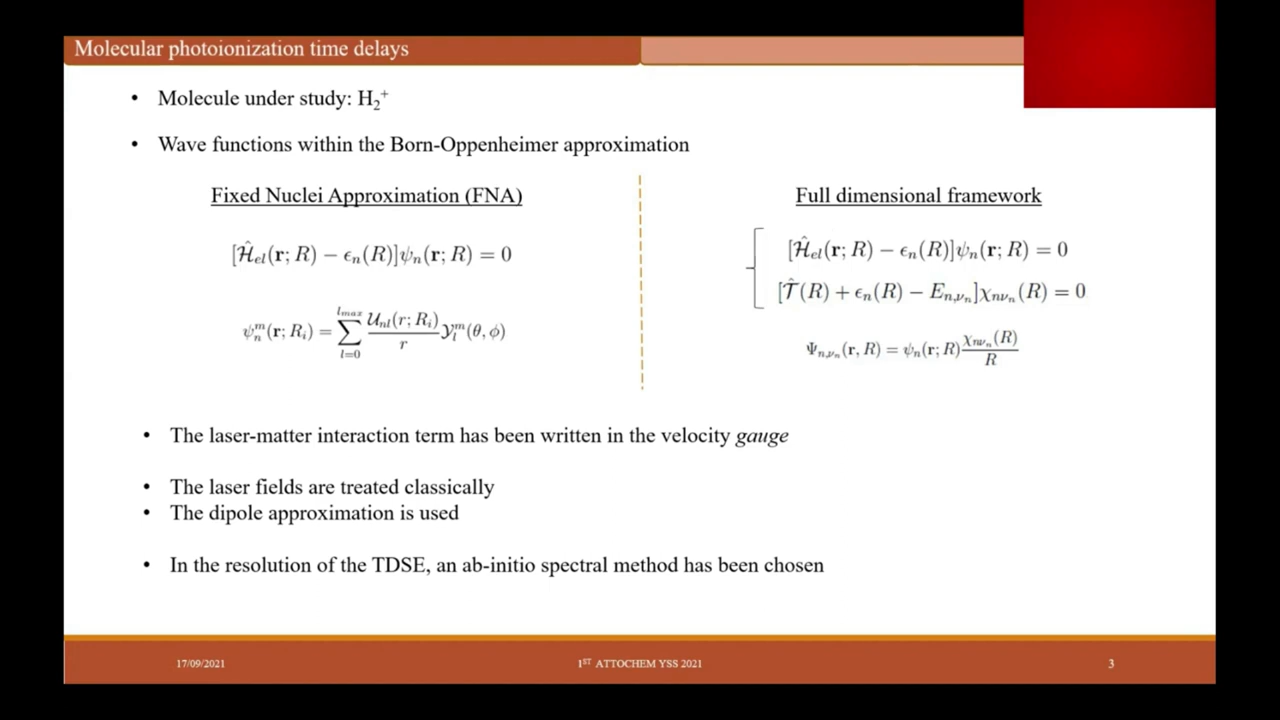 Molecular photoionization time delays
• Molecule under study: H₂⁺
• Wave functions within the Born-Oppenheimer approximation
Fixed Nuclei Approximation (FNA)
[Ĥ_el(r; R) − ϵ_n(R)]ψ_n(r; R) = 0
ψ_n^m(r; R_i) = ∑_{l=0}^{l_max} U_nl(r; R_i)/r Y_l^m(θ, ϕ)
Full dimensional framework
[Ĥ_el(r; R) − ϵ_n(R)]ψ_n(r; R) = 0
[T̂(R) + ϵ_n(R) − E_{n,ν_n}]χ_{nν_n}(R) = 0
Ψ_{n,ν_n}(r, R) = ψ_n(r; R) χ_{nν_n}(R)/R
• The laser-matter interaction term has been written in the velocity gauge
• The laser fields are treated classically
• The dipole approximation is used
• In the resolution of the TDSE, an ab-initio spectral method has been chosen
17/09/2021
1ST ATTOCHEM YSS 2021
3